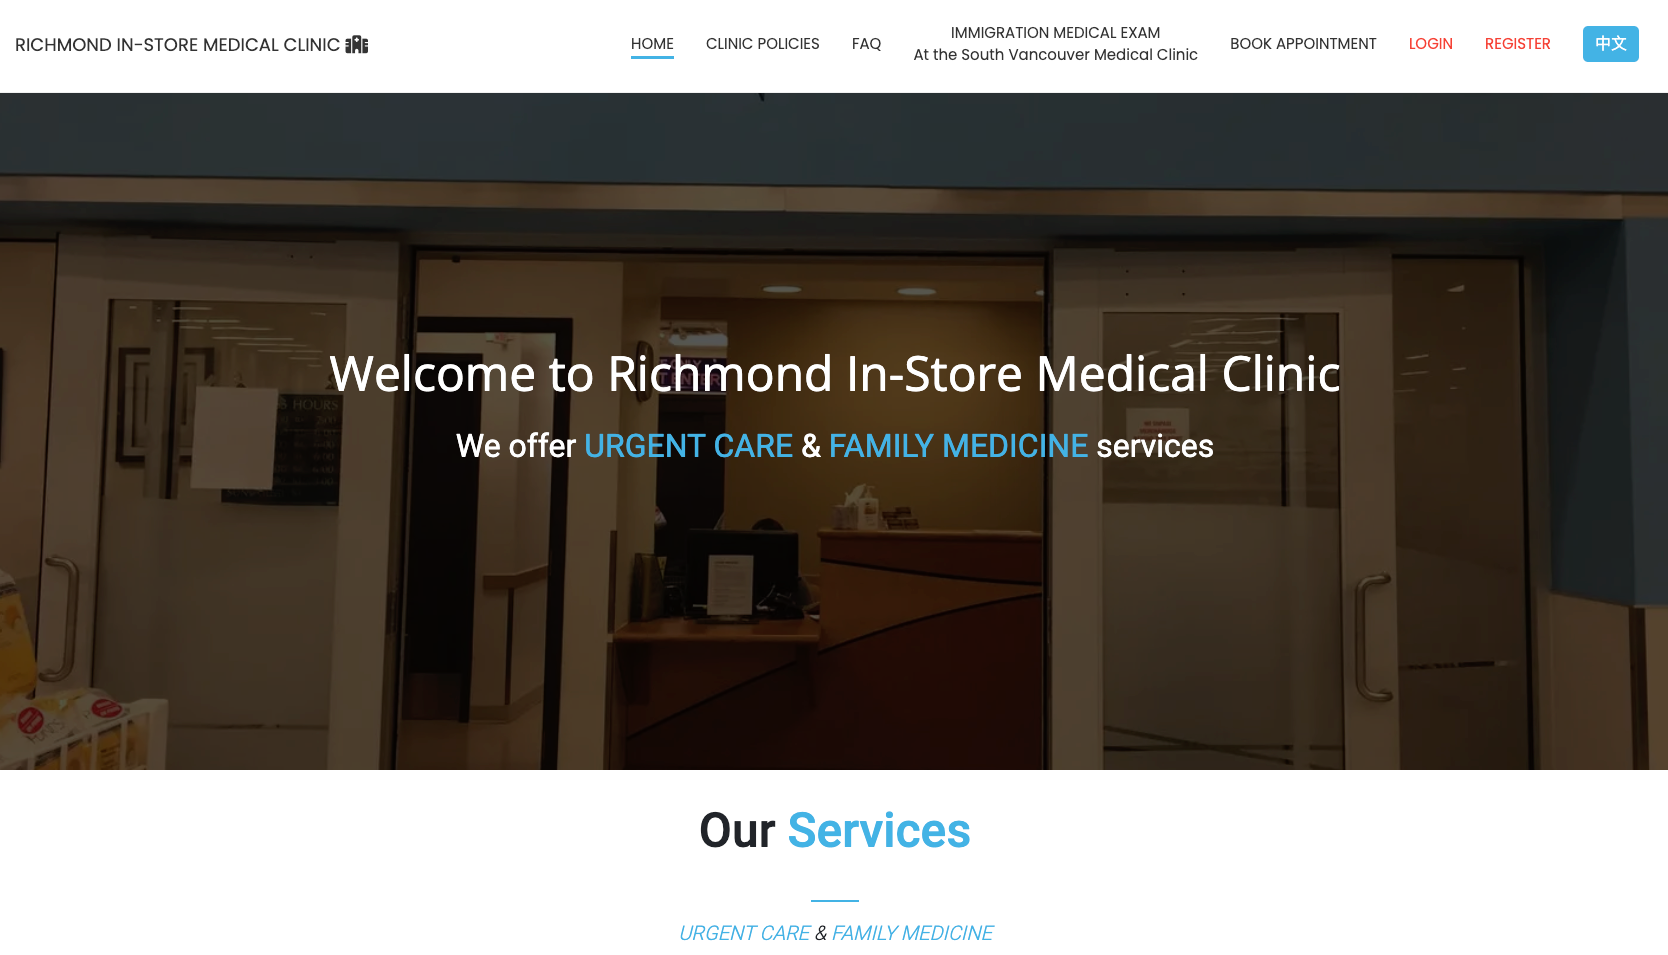 RICHMOND IN-STORE MEDICAL CLINIC
HOME
CLINIC POLICIES
FAQ
IMMIGRATION MEDICAL EXAM
At the South Vancouver Medical Clinic
BOOK APPOINTMENT
LOGIN
REGISTER
中文
HOURS
Welcome to Richmond In-Store Medical Clinic
We offer URGENT CARE & FAMILY MEDICINE services
Our Services
URGENT CARE & FAMILY MEDICINE